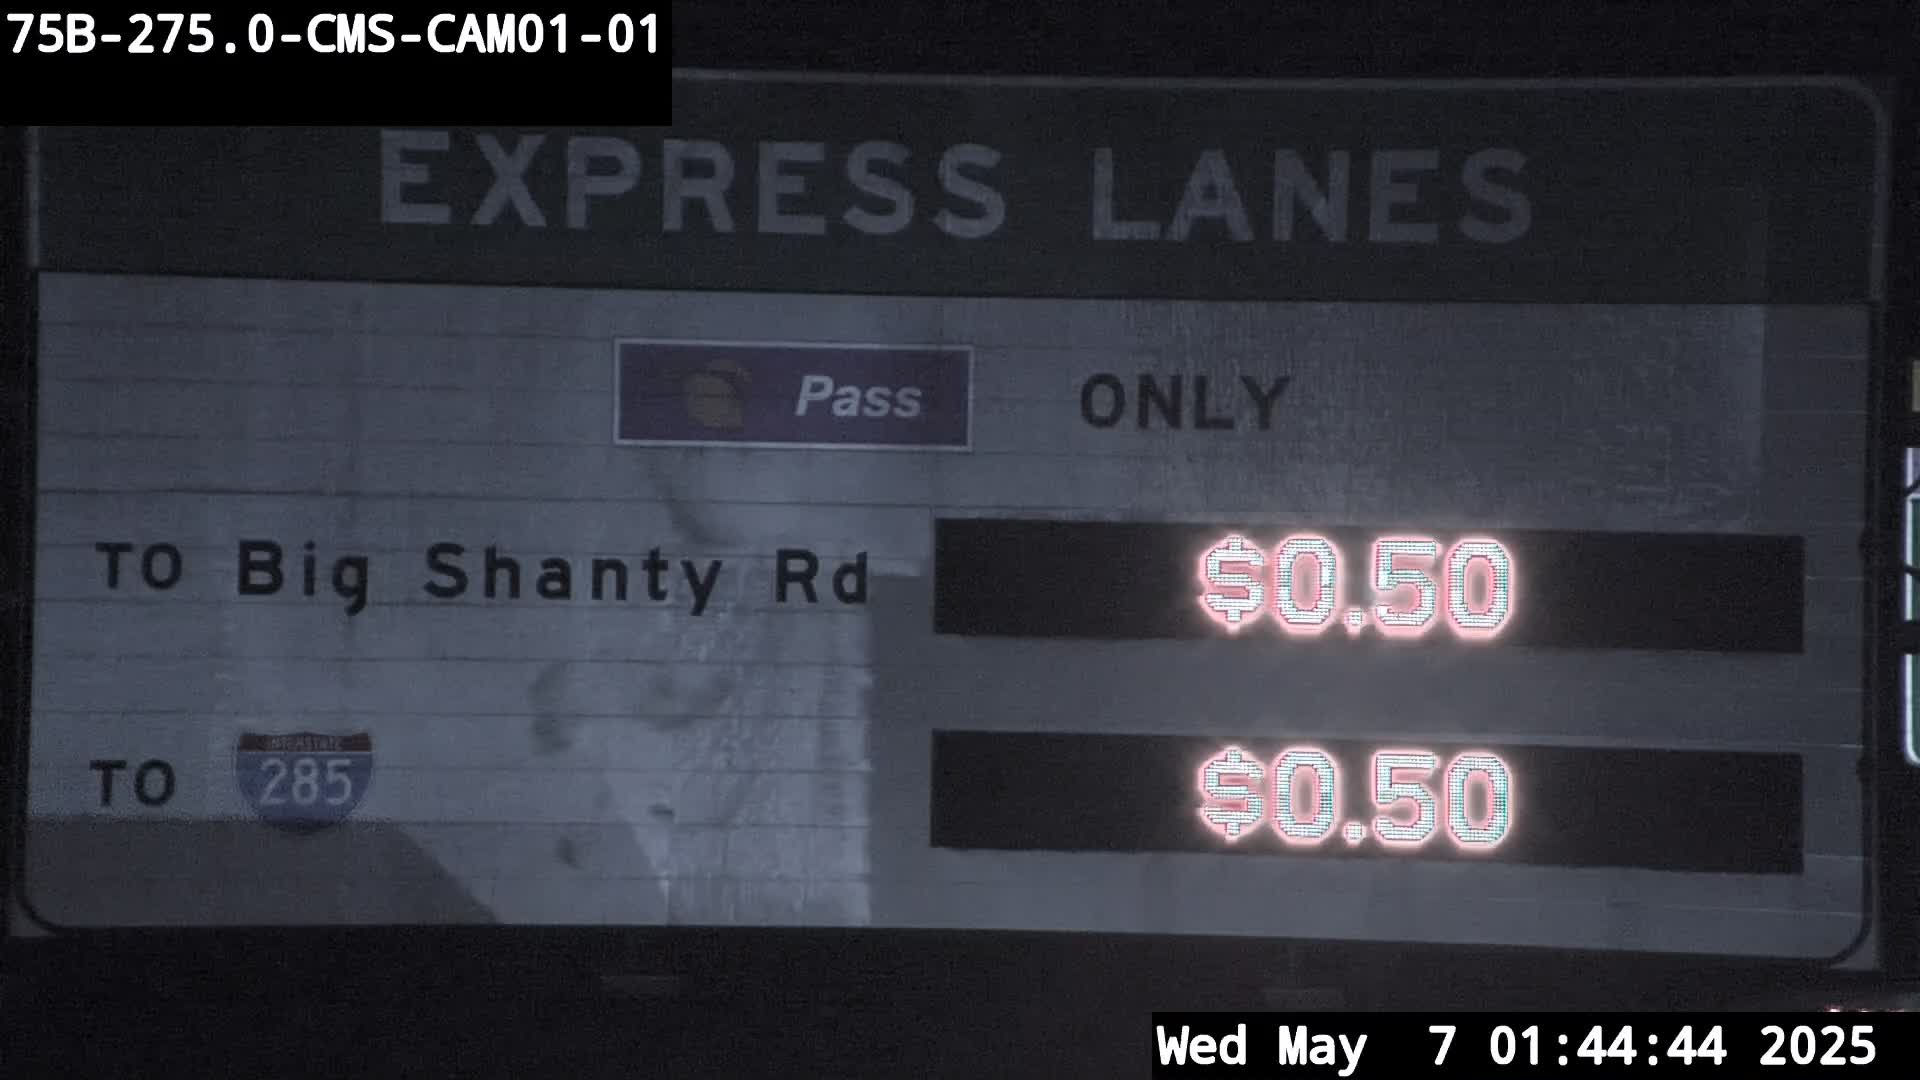 75B-275.0-CMS-CAM01-01
EXPRESS LANES
Pass ONLY
TO Big Shanty Rd $0.50
INTERSTATE
TO 285 $0.50
Wed May 7 01:44:44 2025